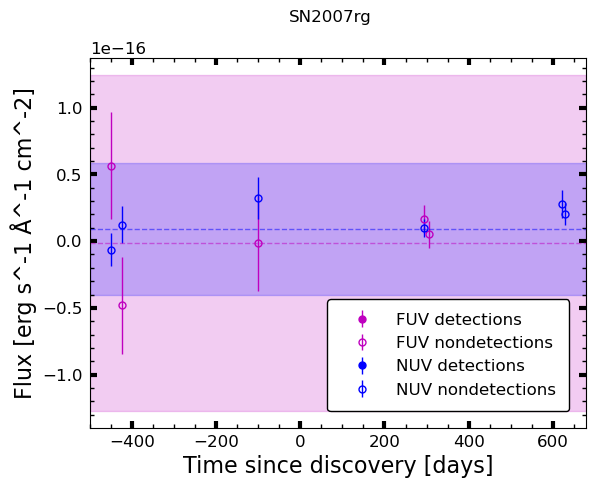 SN2007rg
1e−16
1.0
0.5
0.0
−0.5
−1.0
Flux [erg s^-1 Å^-1 cm^-2]
FUV detections
FUV nondetections
NUV detections
NUV nondetections
−400 −200 0 200 400 600
Time since discovery [days]